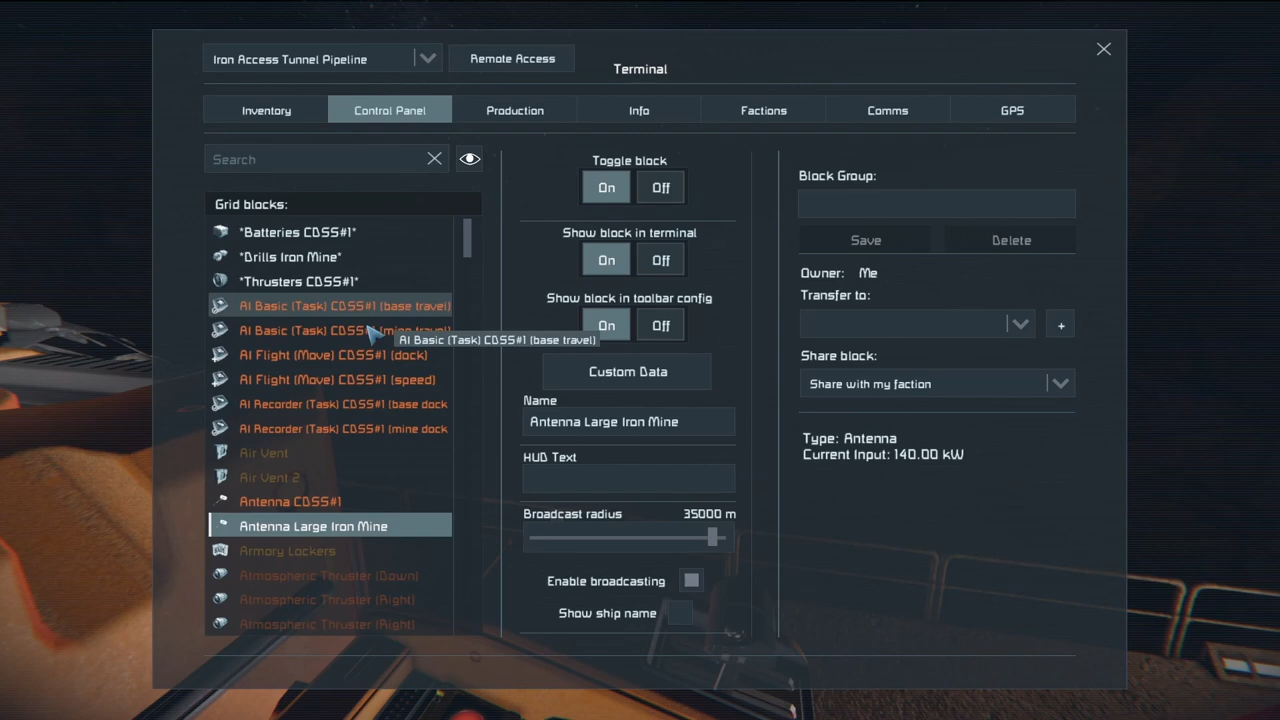 Iron Access Tunnel Pipeline
Remote Access
Terminal
Inventory
Control Panel
Production
Info
Factions
Comms
GPS
Search
Grid blocks:
*Batteries CDSS#1*
*Drills Iron Mine*
*Thrusters CDSS#1*
AI Basic (Task) CDSS#1 (base travel)
AI Basic (Task) CDSS# (mine travel)
AI Basic (Task) CDSS#1 (base travel)
AI Flight (Move) CDSS#1 (dock)
AI Flight (Move) CDSS#1 (speed)
AI Recorder (Task) CDSS#1 (base dock
AI Recorder (Task) CDSS#1 (mine dock
Air Vent
Air Vent 2
Antenna CDSS#1
Antenna Large Iron Mine
Armory Lockers
Atmospheric Thruster (Down)
Atmospheric Thruster (Right)
Atmospheric Thruster (Right)
Toggle block
On Off
Show block in terminal
On Off
Show block in toolbar config
On Off
Custom Data
Name
Antenna Large Iron Mine
HUD Text
Broadcast radius 35000 m
Enable broadcasting
Show ship name
Block Group:
Save
Delete
Owner: Me
Transfer to:
+
Share block:
Share with my faction
Type: Antenna
Current Input: 140.00 kW